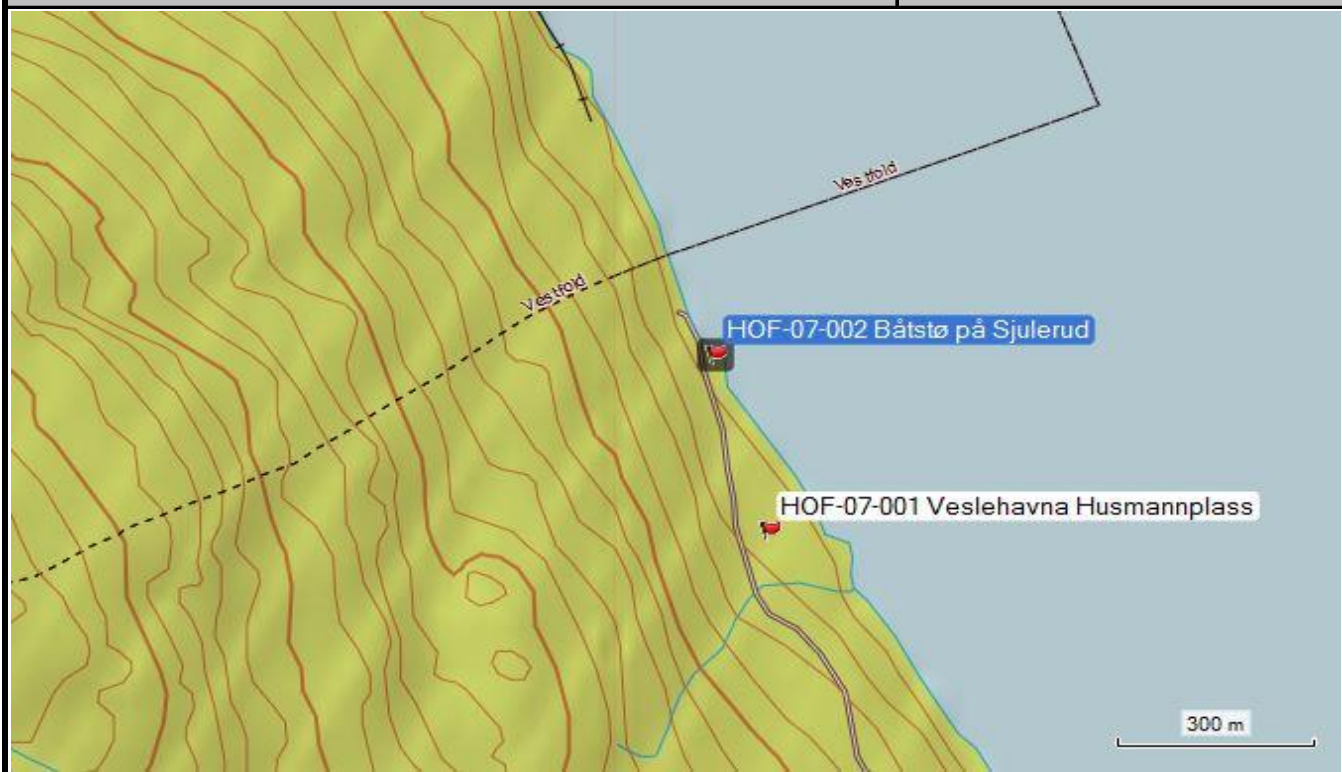 Vestfold
Vestfold
HOF-07-002 Båtstø på Sjulerud
HOF-07-001 Veslehavna Husmannplass
300 m